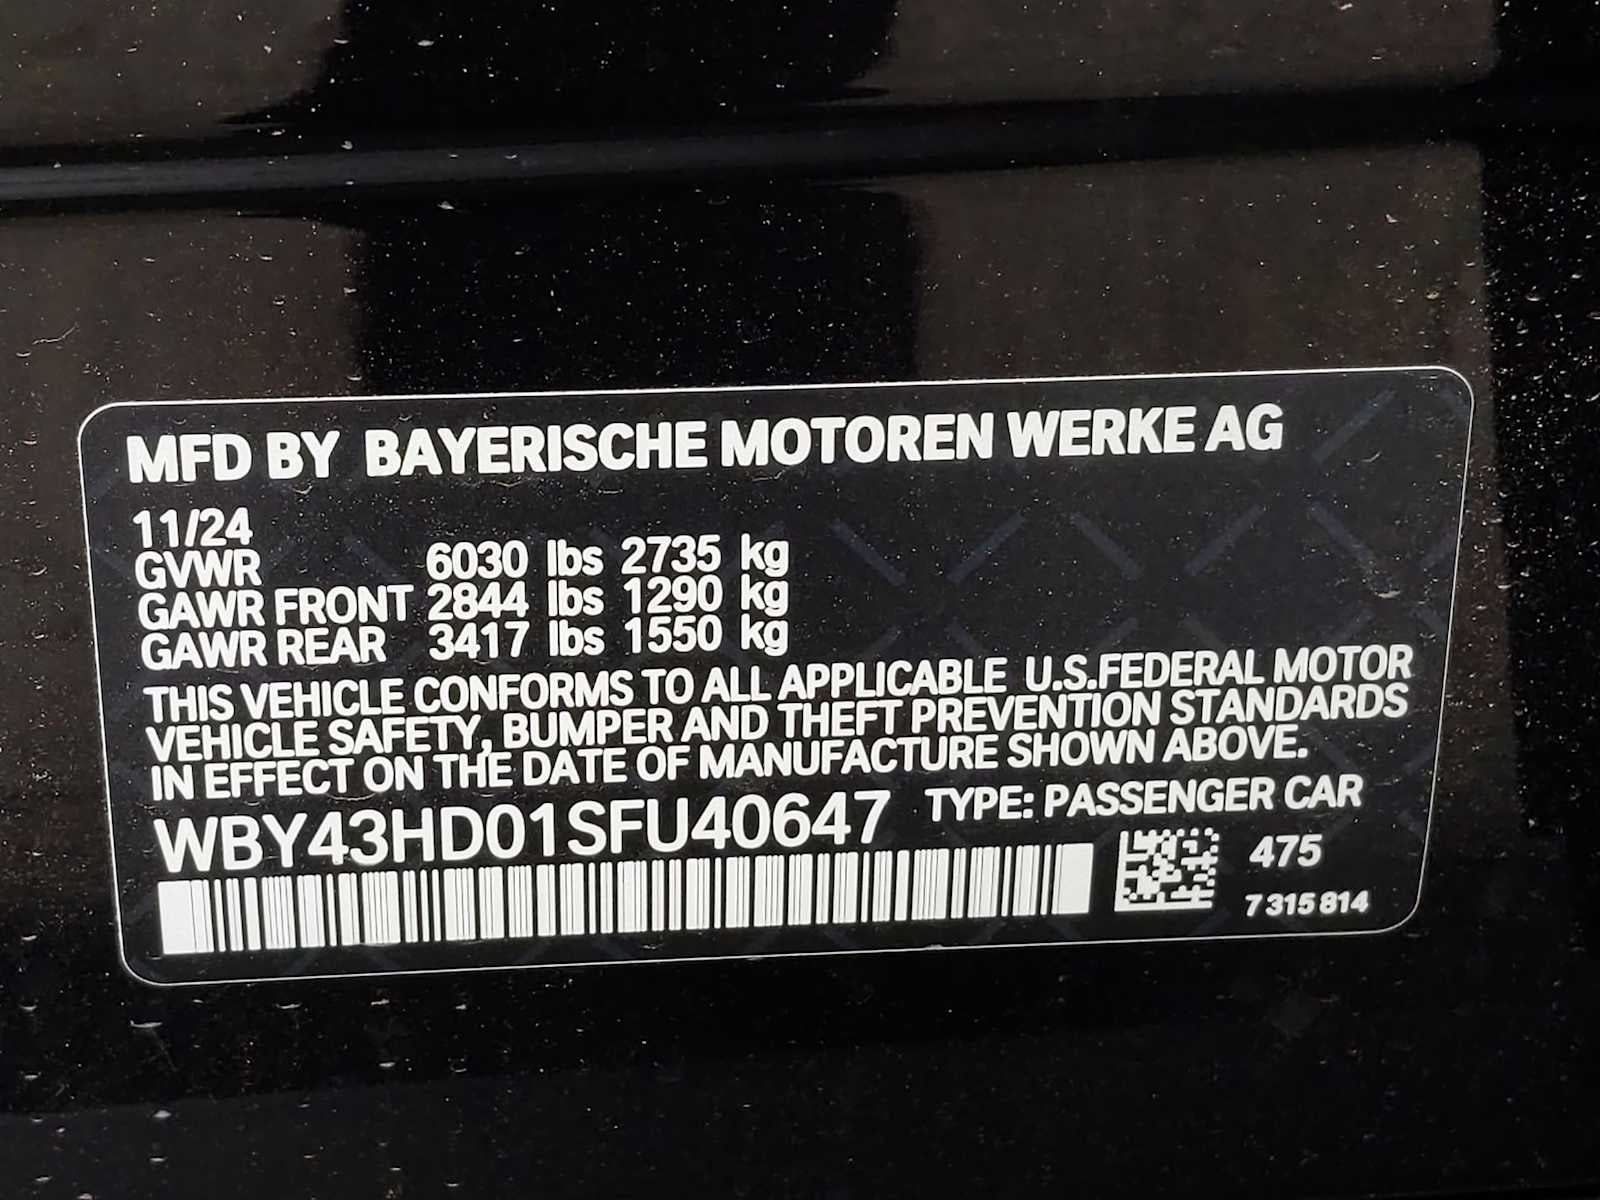 MFD BY BAYERISCHE MOTOREN WERKE AG
11/24
GVWR 6030 lbs 2735 kg
GAWR FRONT 2844 lbs 1290 kg
GAWR REAR 3417 lbs 1550 kg
THIS VEHICLE CONFORMS TO ALL APPLICABLE U.S.FEDERAL MOTOR
VEHICLE SAFETY, BUMPER AND THEFT PREVENTION STANDARDS
IN EFFECT ON THE DATE OF MANUFACTURE SHOWN ABOVE.
WBY43HD01SFU40647 TYPE: PASSENGER CAR
475
7 315 814